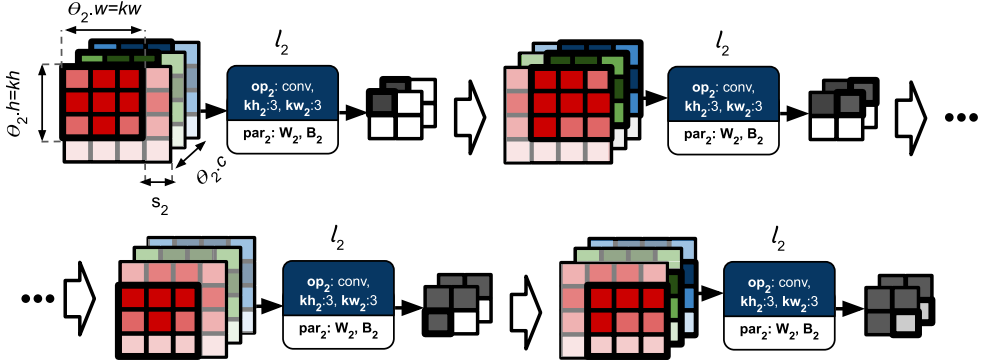 Θ₂.w=kw
Θ₂.h=kh
Θ₂.c
s₂
l₂
op₂: conv,
kh₂:3, kw₂:3
par₂: W₂, B₂
l₂
op₂: conv,
kh₂:3, kw₂:3
par₂: W₂, B₂
•••
•••
l₂
op₂: conv,
kh₂:3, kw₂:3
par₂: W₂, B₂
l₂
op₂: conv,
kh₂:3, kw₂:3
par₂: W₂, B₂